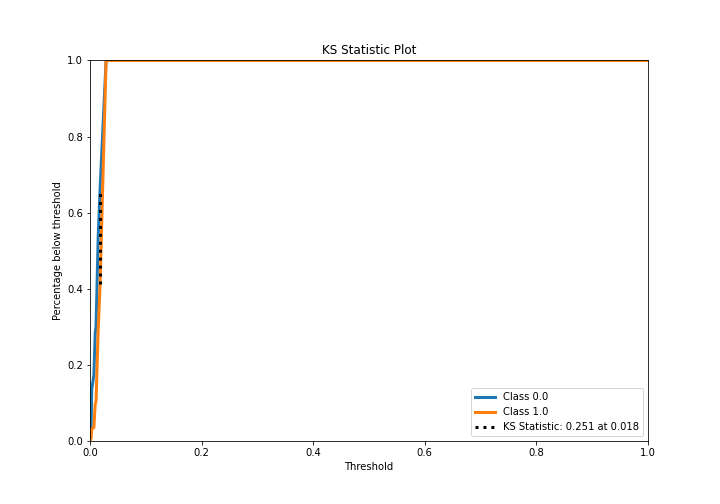 KS Statistic Plot
Percentage below threshold
1.0
0.8
0.6
0.4
0.2
0.0
0.0 0.2 0.4 0.6 0.8 1.0
Threshold
Class 0.0
Class 1.0
KS Statistic: 0.251 at 0.018